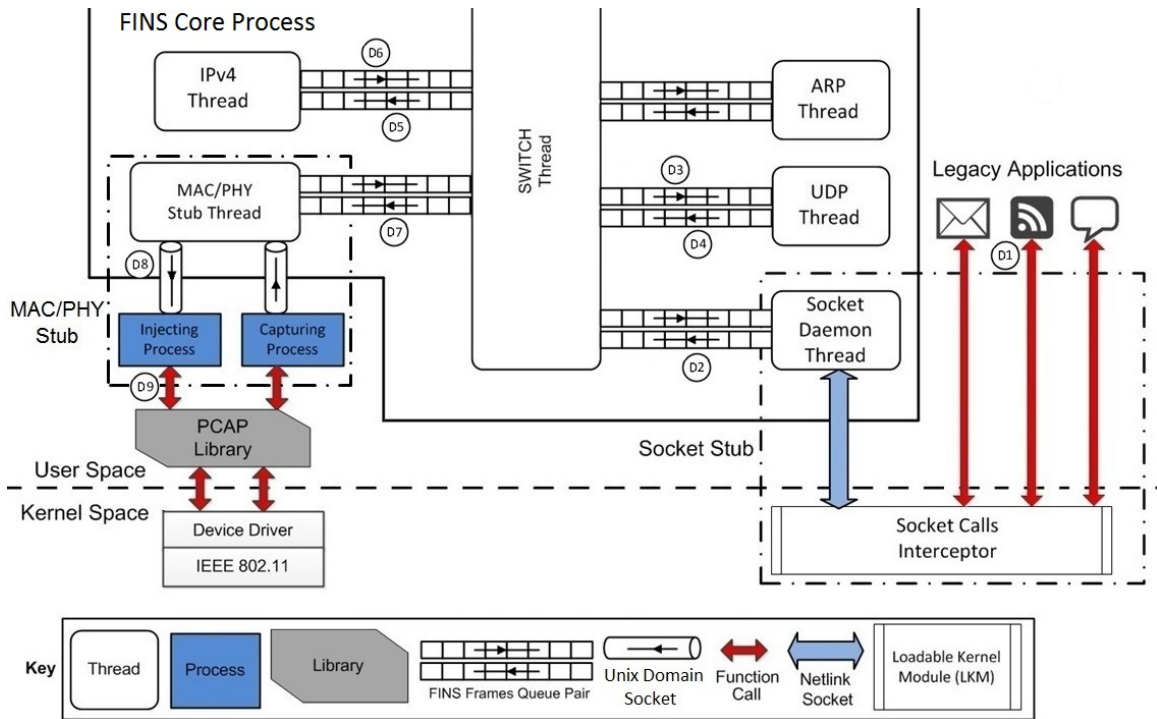 FINS Core Process
D6
IPv4
Thread
D5
ARP
Thread
SWITCH
Thread
MAC/PHY
Stub Thread
D7
D3
UDP
Thread
D4
Legacy Applications
D1
D8
MAC/PHY
Stub
Injecting
Process
Capturing
Process
Socket
Daemon
Thread
D2
D9
PCAP
Library
Socket Stub
User Space
Kernel Space
Device Driver
IEEE 802.11
Socket Calls
Interceptor
Key
Thread
Process
Library
FINS Frames Queue Pair
Unix Domain
Socket
Function
Call
Netlink
Socket
Loadable Kernel
Module (LKM)